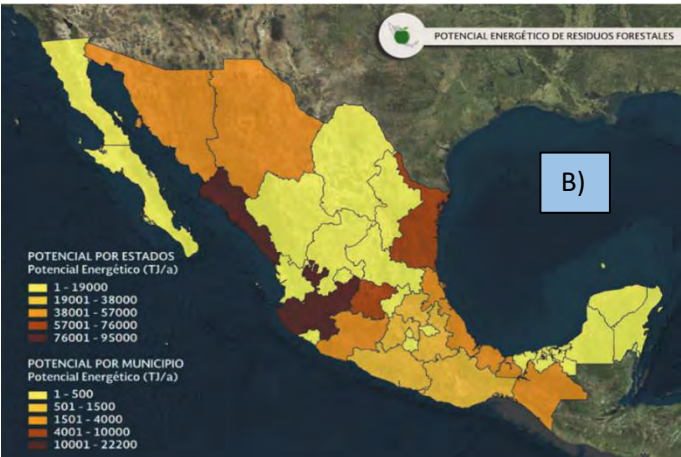 POTENCIAL ENERGÉTICO DE RESIDUOS FORESTALES
B)
POTENCIAL POR ESTADOS
Potencial Energético (TJ/a)
1 - 19000
19001 - 38000
38001 - 57000
57001 - 76000
76001 - 95000
POTENCIAL POR MUNICIPIO
Potencial Energético (TJ/a)
1 - 500
501 - 1500
1501 - 4000
4001 - 10000
10001 - 22200